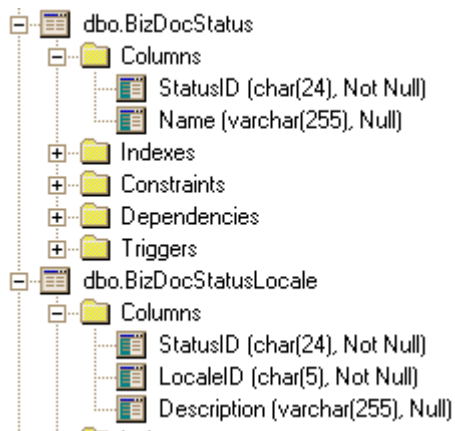 dbo.BizDocStatus
Columns
StatusID (char(24), Not Null)
Name (varchar(255), Null)
Indexes
Constraints
Dependencies
Triggers
dbo.BizDocStatusLocale
Columns
StatusID (char(24), Not Null)
LocaleID (char(5), Not Null)
Description (varchar(255), Null)